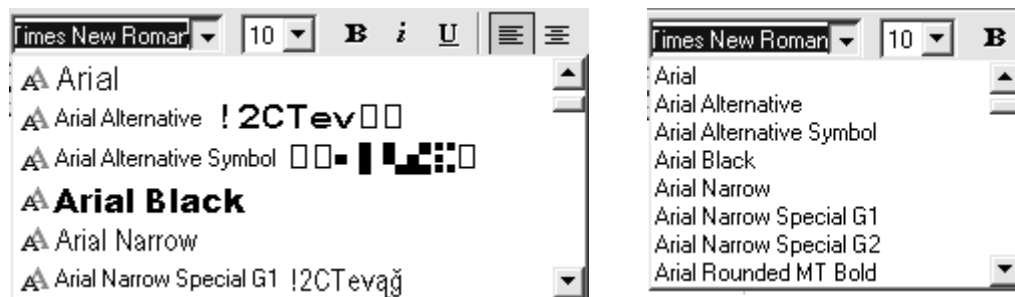 Times New Roman 10 B i U
Arial
Arial Alternative !2CTev□□
Arial Alternative Symbol
Arial Black
Arial Narrow
Arial Narrow Special G1 !2CTevąğ
Times New Roman 10 B
Arial
Arial Alternative
Arial Alternative Symbol
Arial Black
Arial Narrow
Arial Narrow Special G1
Arial Narrow Special G2
Arial Rounded MT Bold